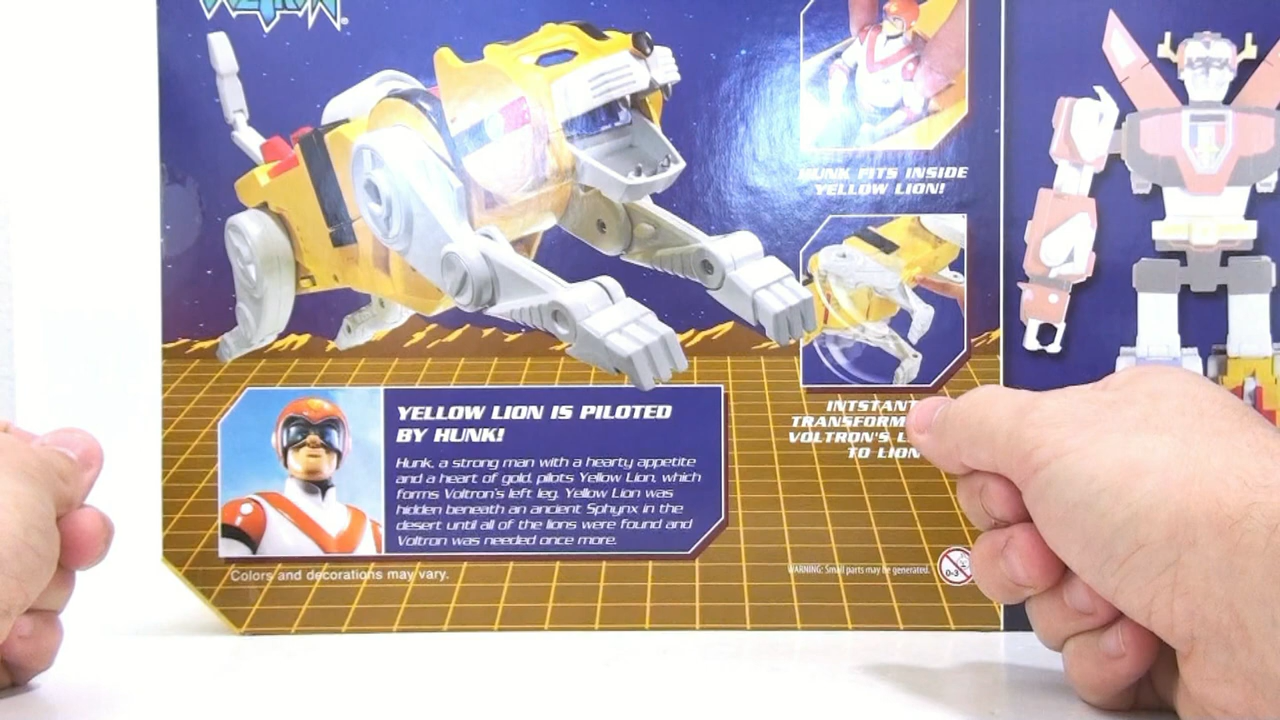 HUNK FITS INSIDE
YELLOW LION!
INTSTANT
TRANSFORM
VOLTRON'S L
TO LION
YELLOW LION IS PILOTED
BY HUNK!
Hunk, a strong man with a hearty appetite
and a heart of gold, pilots Yellow Lion, which
forms Voltron's left leg. Yellow Lion was
hidden beneath an ancient Sphynx in the
desert until all of the lions were found and
Voltron was needed once more.
Colors and decorations may vary.
WARNING: Small parts may be generated.
0-3